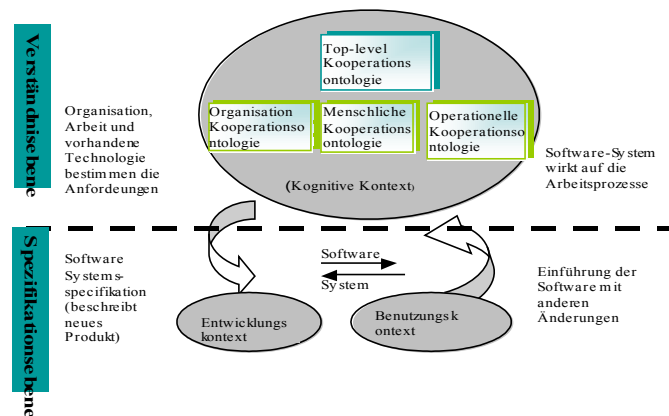 Verständnisebene
Top-level
Kooperations
ontologie
Organisation
Kooperationso
ntologie
Menschliche
Kooperations
ontologie
Operationelle
Kooperationso
ntologie
(Kognitive Kontext)
Organisation,
Arbeit und
vorhandene
Technologie
bestimmen die
Anfordeungen
Software-System
wirkt auf die
Arbeitsprozesse
Spezifikationsebene
Software
Systems-
specifikation
(beschreibt
neues
Produkt)
Software
System
Entwicklungs
kontext
Benutzungsk
ontext
Einführung der
Software mit
anderen
Änderungen